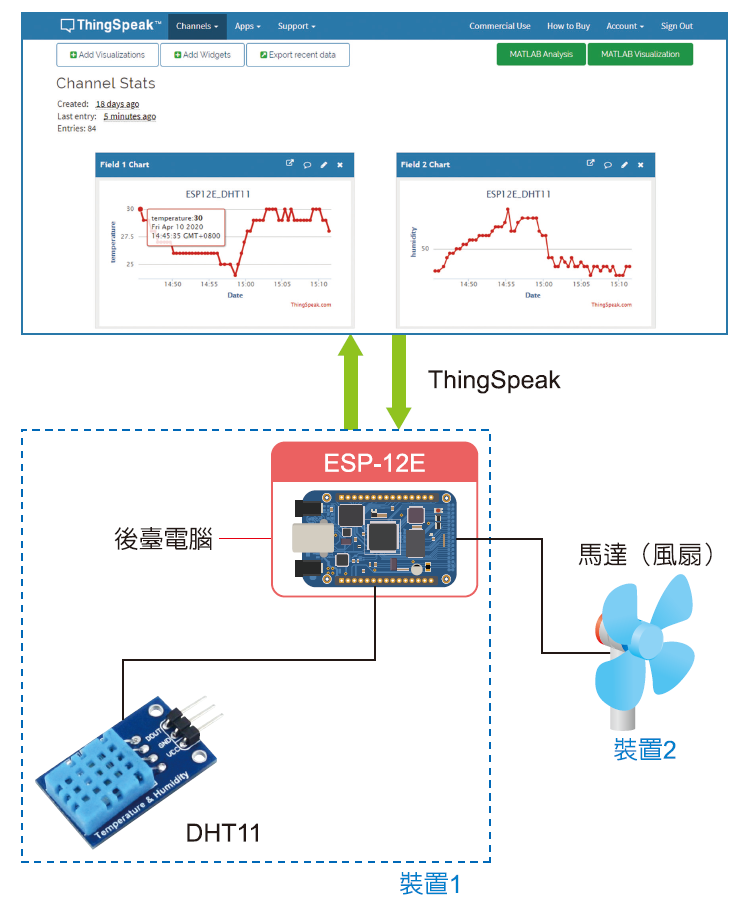 ThingSpeak™ Channels Apps Support Commercial Use How to Buy Account Sign Out
Add Visualizations Add Widgets Export recent data MATLAB Analysis MATLAB Visualization
Channel Stats
Created: 18 days ago
Last entry: 5 minutes ago
Entries: 84
Field 1 Chart
ESP12E_DHT11
temperature
30
27.5
25
temperature:30
Fri Apr 10 2020
14:45:35 GMT+0800
14:50 14:55 15:00 15:05 15:10
Date
ThingSpeak.com
Field 2 Chart
ESP12E_DHT11
humidity
50
14:50 14:55 15:00 15:05 15:10
Date
ThingSpeak.com
ThingSpeak
ESP-12E
後臺電腦
馬達（風扇）
裝置2
DOUT
GND
VCC
Temperature & Humidity
DHT11
裝置1